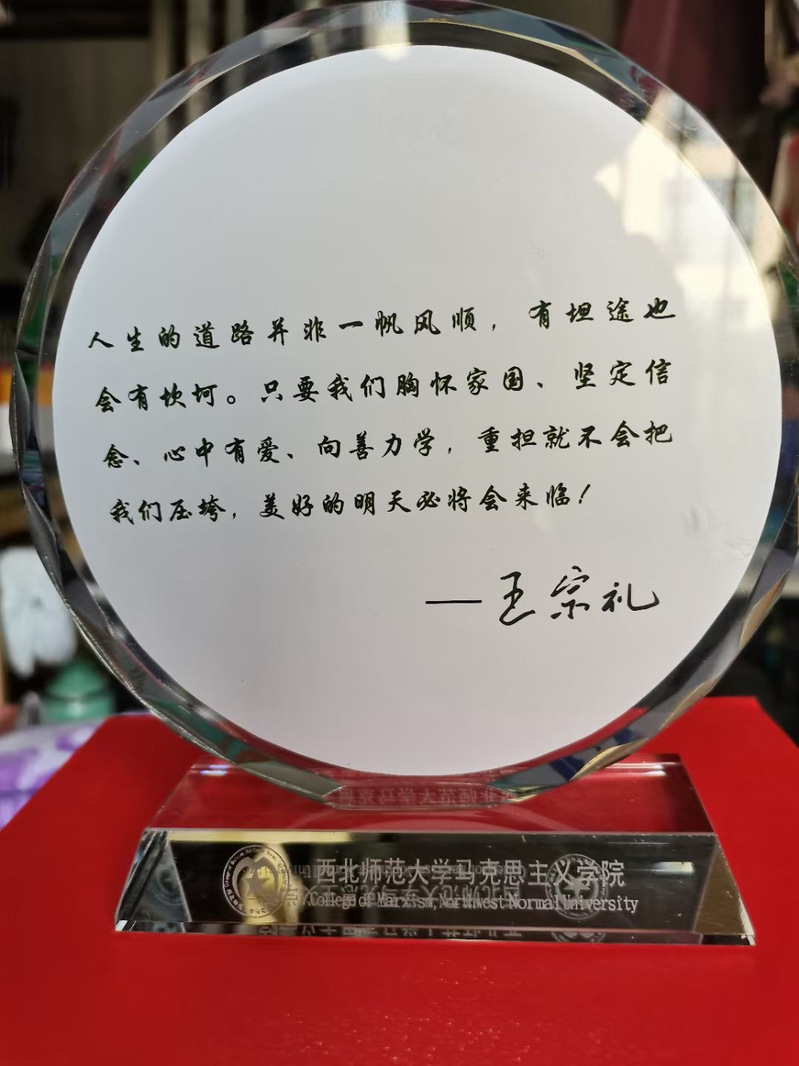 人生的道路并非一帆风顺，有坦途也
会有坎坷。只要我们胸怀家国、坚定信
念、心中有爱、向善力学，重担就不会把
我们压垮，美好的明天必将会来临！
——王宗礼
西北师范大学马克思主义学院
College of Marxism, Northwest Normal University